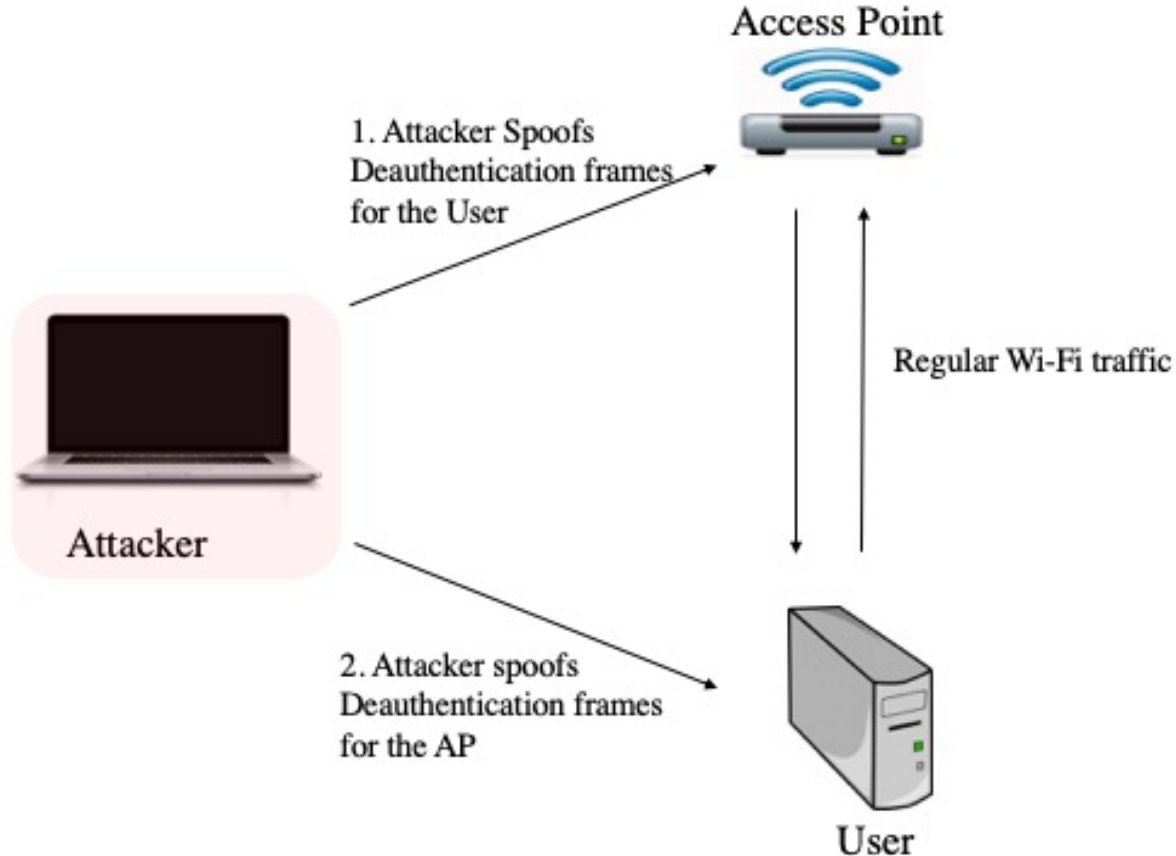 Access Point
1. Attacker Spoofs
Deauthentication frames
for the User
Regular Wi-Fi traffic
Attacker
2. Attacker spoofs
Deauthentication frames
for the AP
User